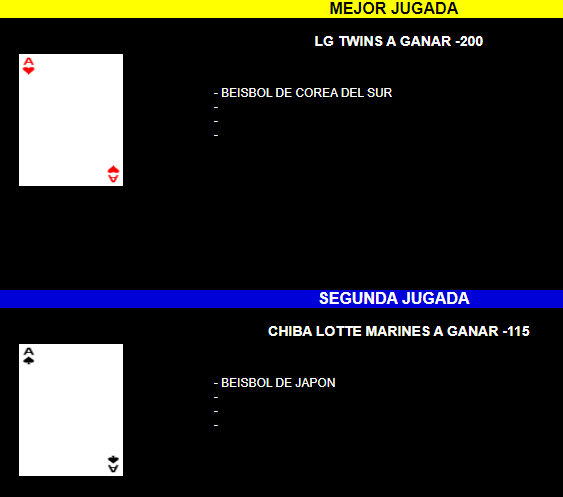 MEJOR JUGADA
LG TWINS A GANAR -200
A
- BEISBOL DE COREA DEL SUR
-
-
-
A
SEGUNDA JUGADA
CHIBA LOTTE MARINES A GANAR -115
A
- BEISBOL DE JAPON
-
-
-
A